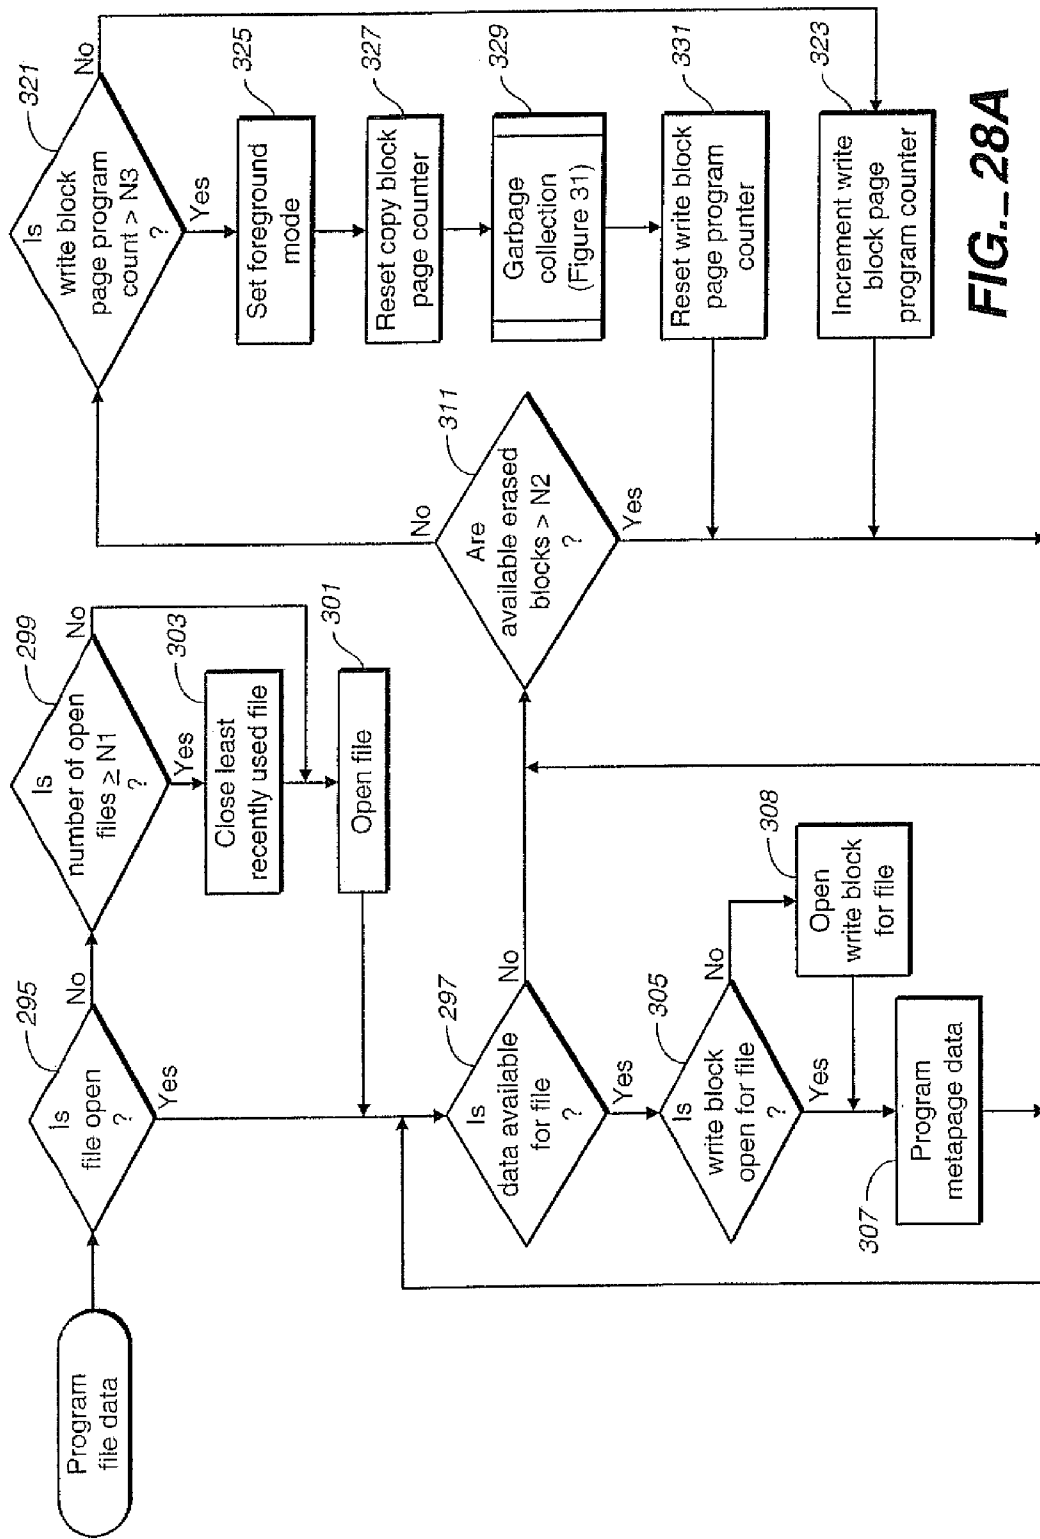 Program
file data
295
Is
file open
?
No
Yes
299
Is
number of open
files ≥ N1
?
No
Yes
303
Close least
recently used file
301
Open file
297
Is
data available
for file
?
No
Yes
305
Is
write block
open for file
?
No
Yes
308
Open
write block
for file
307
Program
metapage data
311
Are
available erased
blocks > N2
?
No
Yes
321
Is
write block
page program
count > N3
?
No
Yes
325
Set foreground
mode
327
Reset copy block
page counter
329
Garbage
collection
(Figure 31)
331
Reset write block
page program
counter
323
Increment write
block page
program counter
FIG._28A